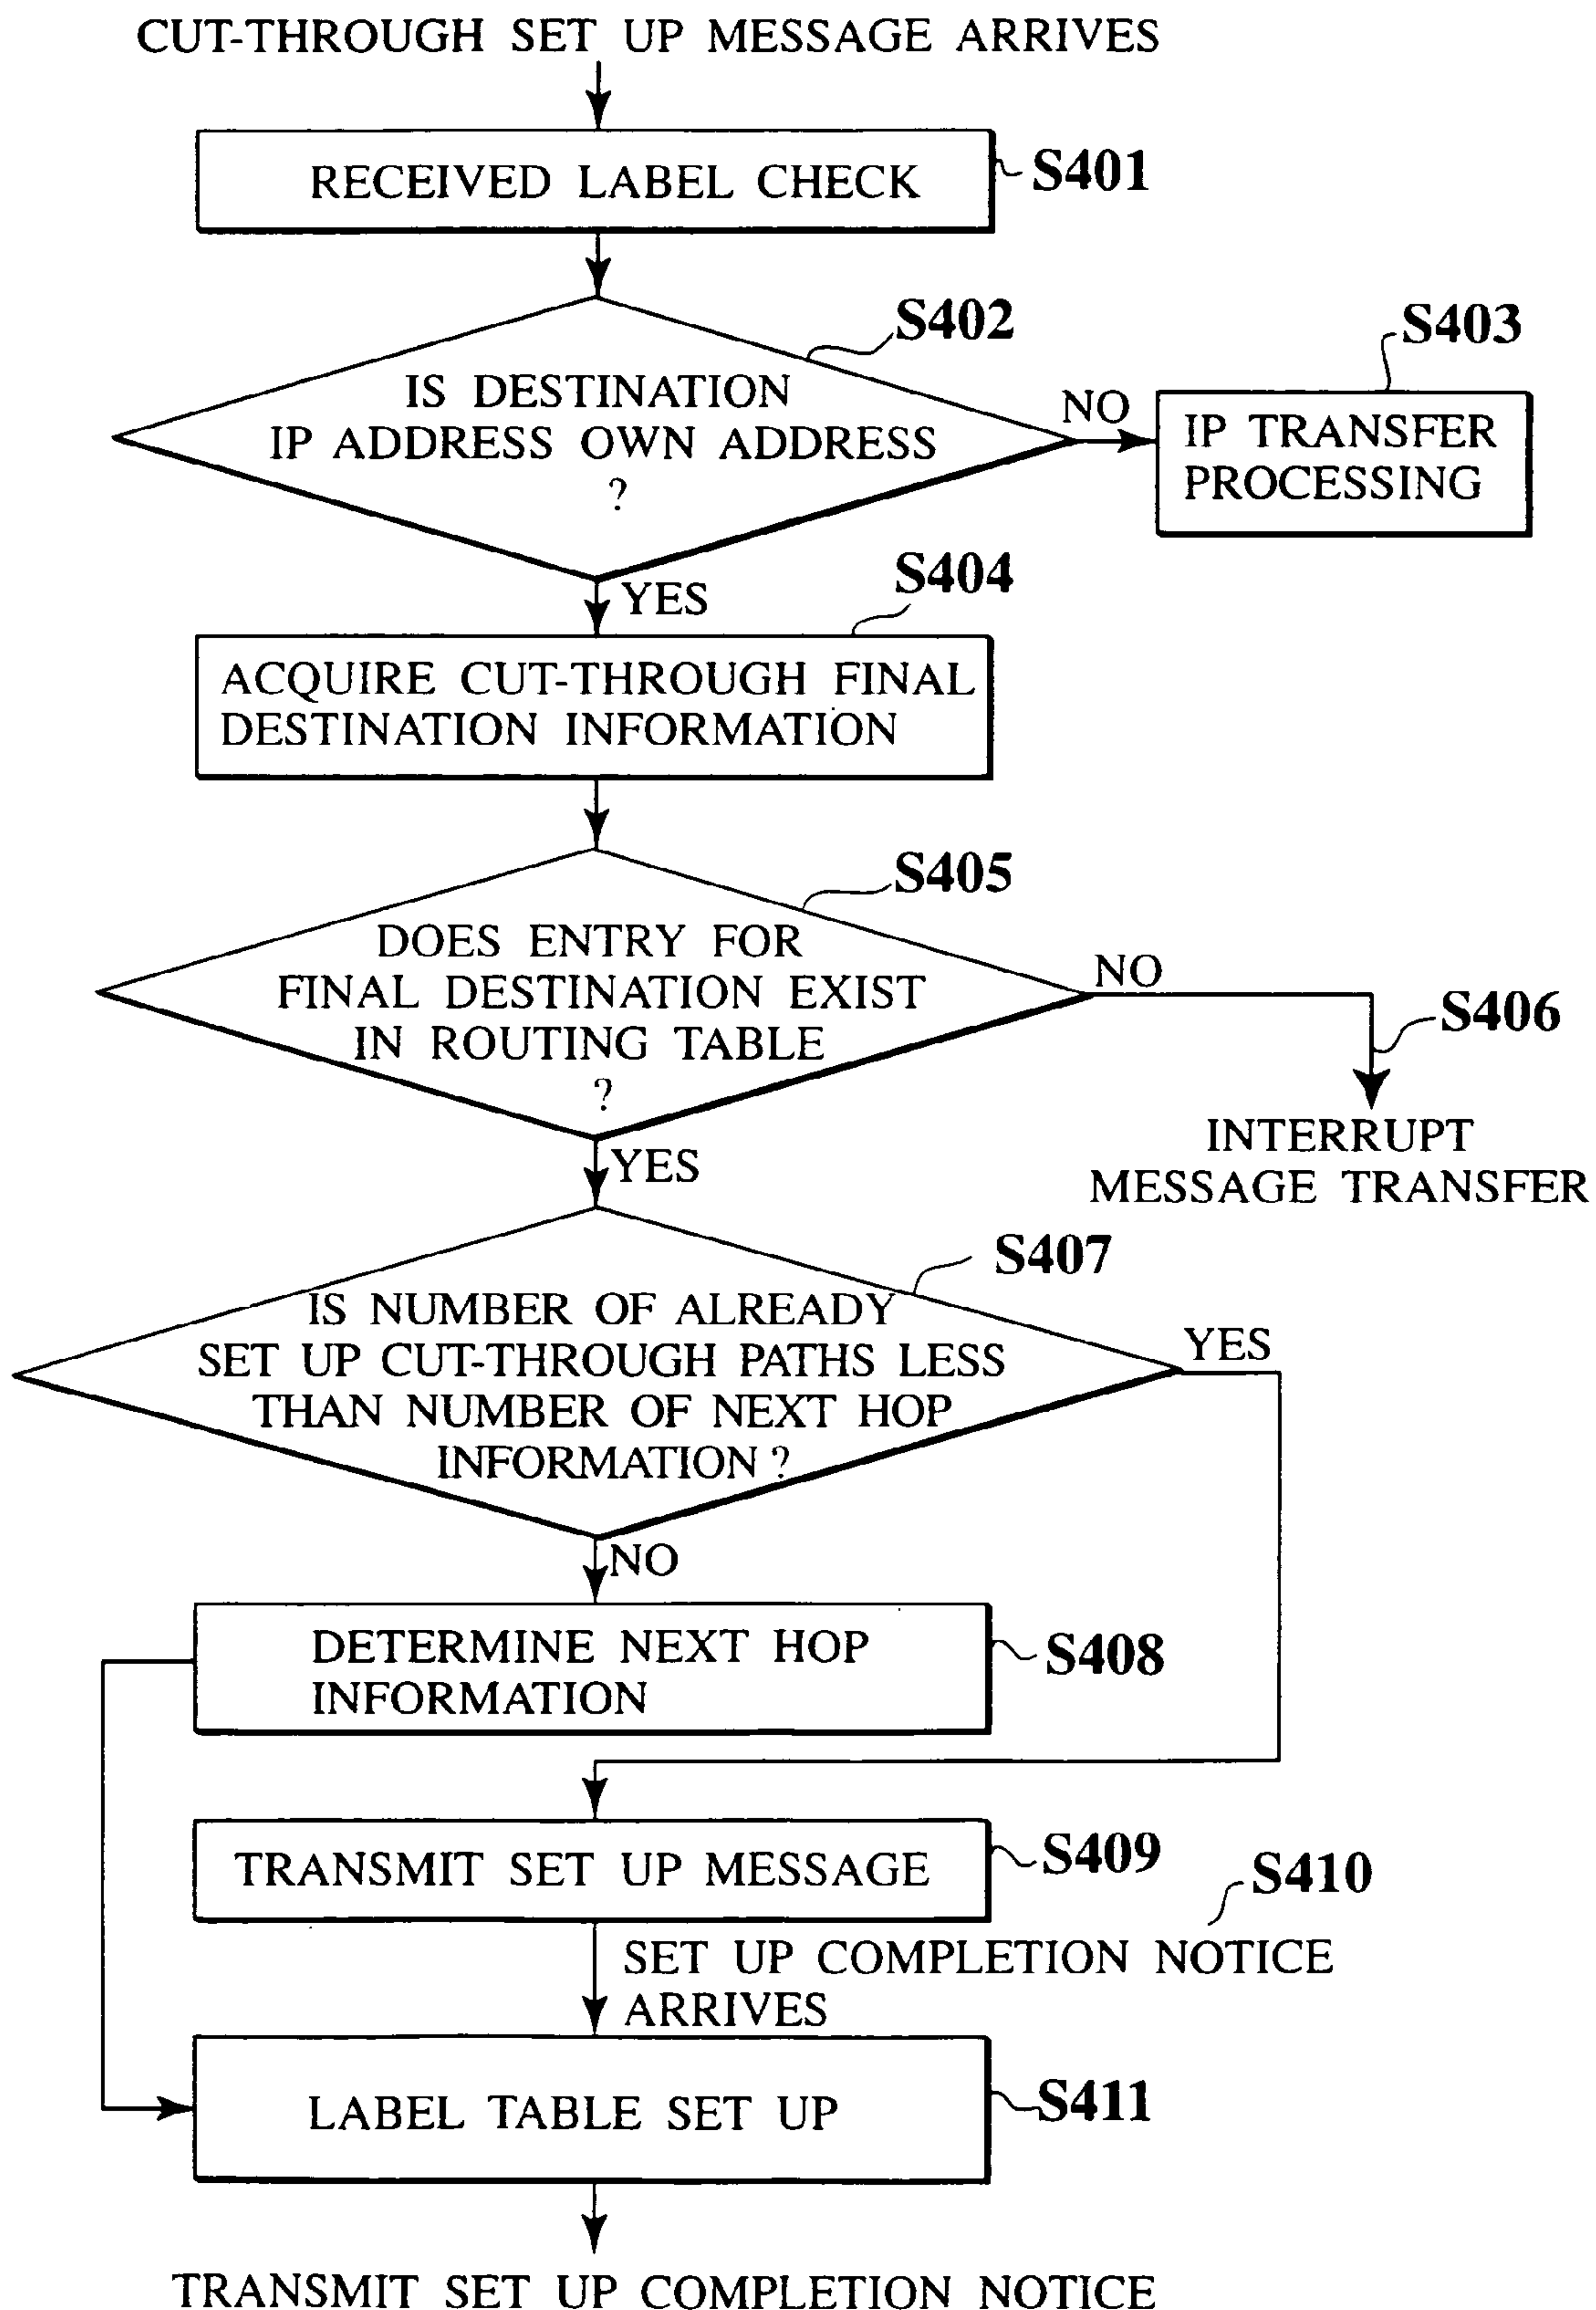 CUT-THROUGH SET UP MESSAGE ARRIVES
RECEIVED LABEL CHECK
S401
S402
IS DESTINATION
IP ADDRESS OWN ADDRESS
?
NO
S403
IP TRANSFER
PROCESSING
YES
S404
ACQUIRE CUT-THROUGH FINAL
DESTINATION INFORMATION
S405
DOES ENTRY FOR
FINAL DESTINATION EXIST
IN ROUTING TABLE
?
NO
S406
INTERRUPT
MESSAGE TRANSFER
YES
S407
IS NUMBER OF ALREADY
SET UP CUT-THROUGH PATHS LESS
THAN NUMBER OF NEXT HOP
INFORMATION ?
YES
NO
DETERMINE NEXT HOP
INFORMATION
S408
TRANSMIT SET UP MESSAGE
S409
S410
SET UP COMPLETION NOTICE
ARRIVES
LABEL TABLE SET UP
S411
TRANSMIT SET UP COMPLETION NOTICE